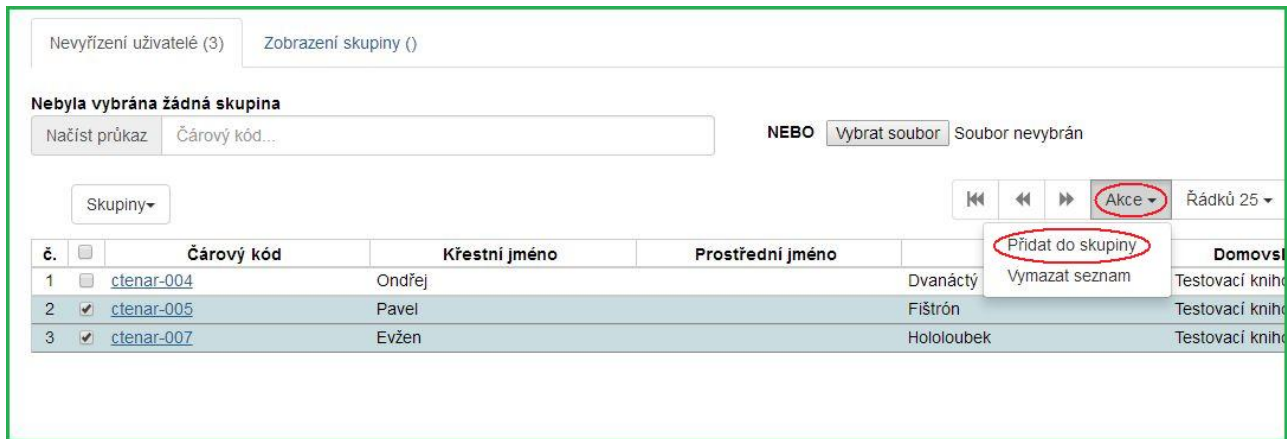 Nevyřízení uživatelé (3) Zobrazení skupiny ()
Nebyla vybrána žádná skupina
Načíst průkaz Čárový kód... NEBO Vybrat soubor Soubor nevybrán
Skupiny Akce Řádků 25
Přidat do skupiny
Vymazat seznam
č. Čárový kód Křestní jméno Prostřední jméno Domovsl
1 ctenar-004 Ondřej Dvanáctý Testovací kniho
2 ctenar-005 Pavel Fištrón Testovací kniho
3 ctenar-007 Evžen Hololoubek Testovací kniho